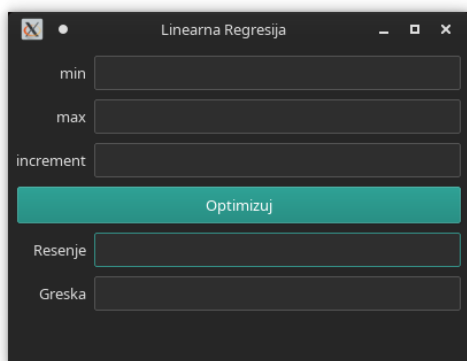 Linearna Regresija
min
max
increment
Optimizuj
Resenje
Greska